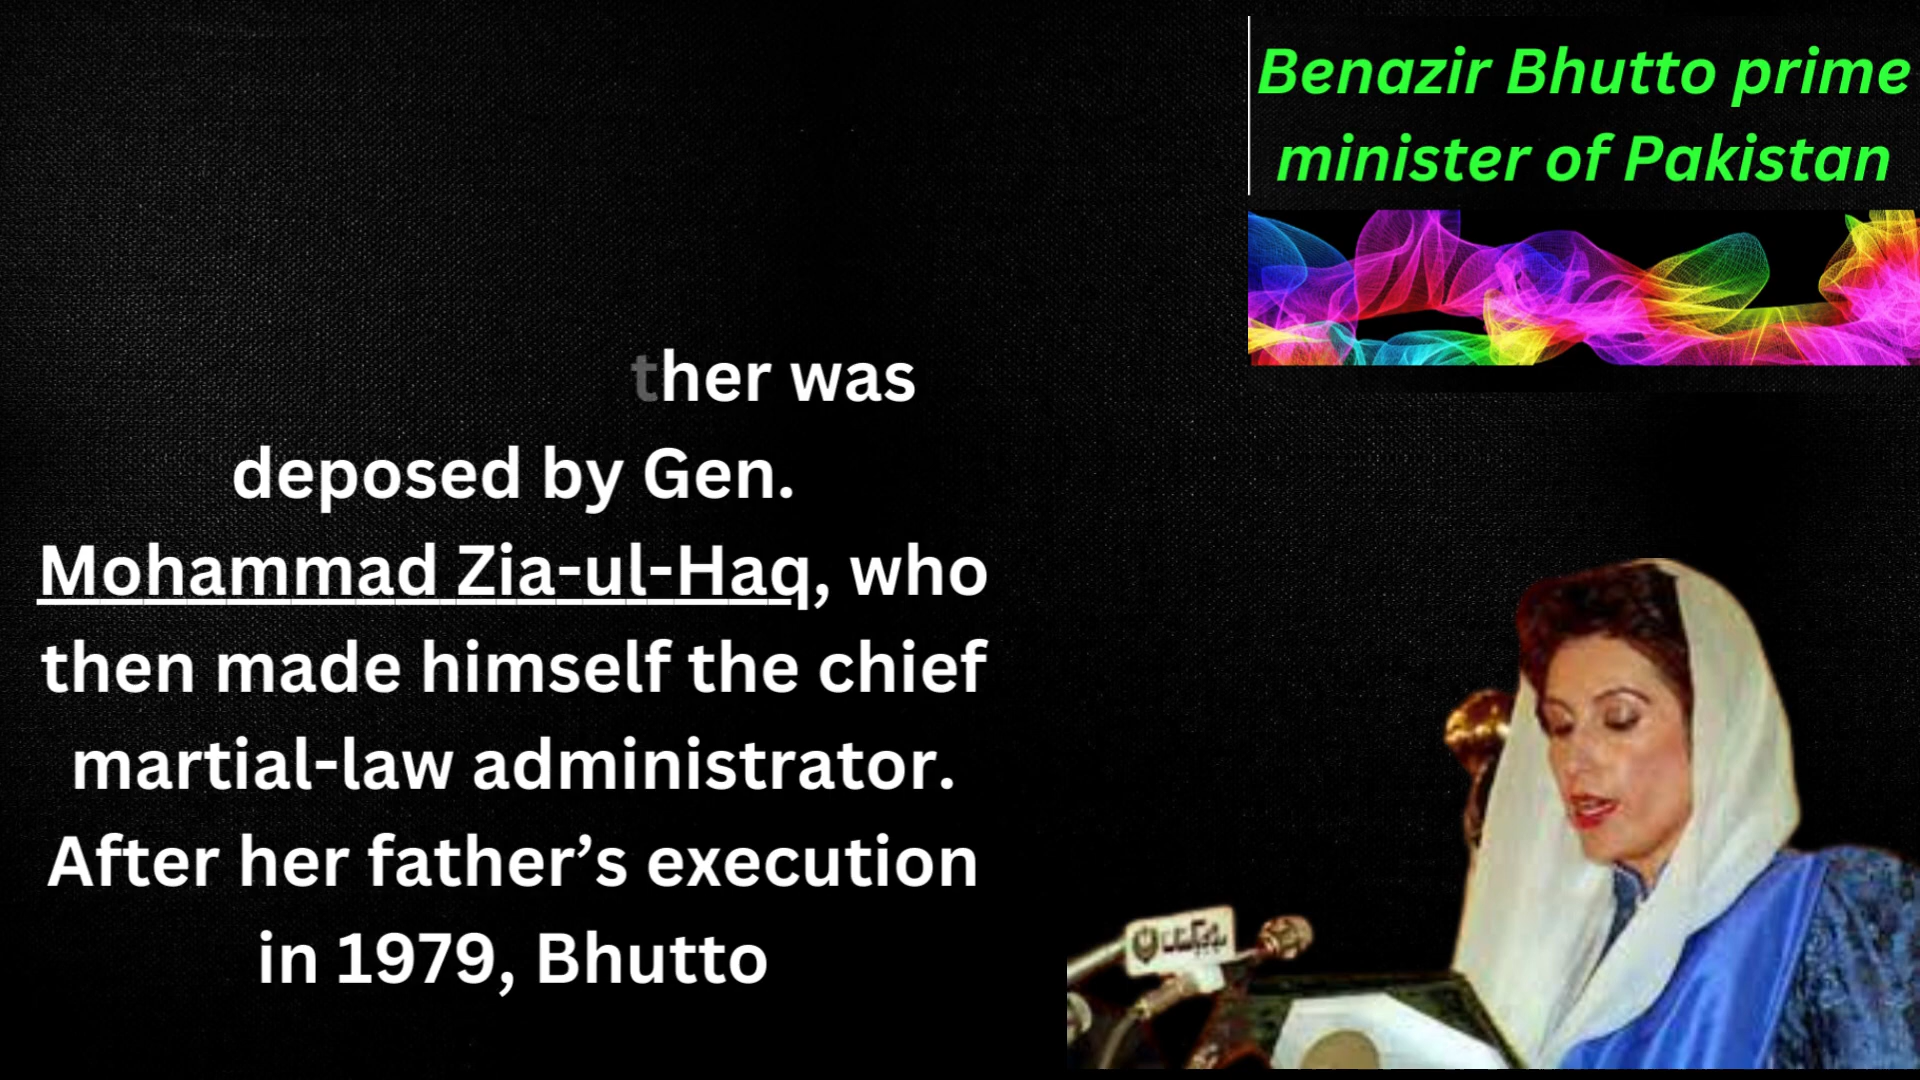 Benazir Bhutto prime
minister of Pakistan
ther was
deposed by Gen.
Mohammad Zia-ul-Haq, who
then made himself the chief
martial-law administrator.
After her father’s execution
in 1979, Bhutto